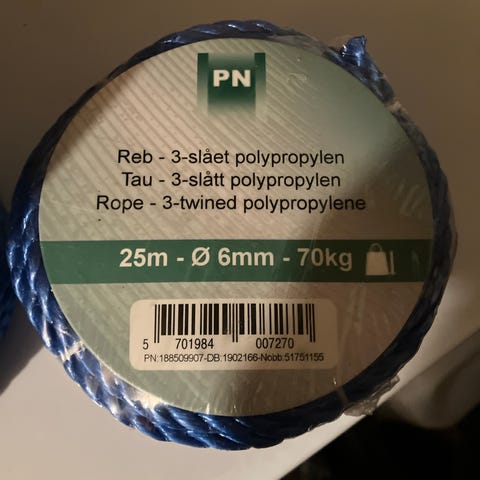 PN
Reb - 3-slået polypropylen
Tau - 3-slått polypropylen
Rope - 3-twined polypropylene
25m - Ø 6mm - 70kg
5 701984 007270
PN:188509907-DB:1902166-Nobb:51751155